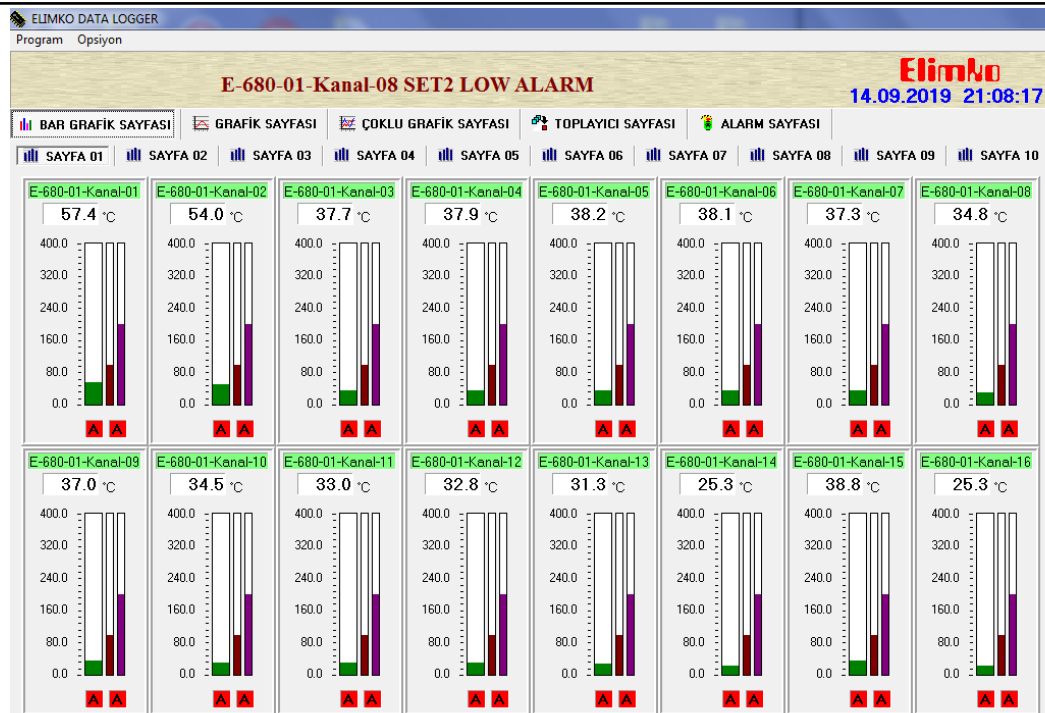 ELIMKO DATA LOGGER
Program Opsiyon
E-680-01-Kanal-08 SET2 LOW ALARM
Elimko
14.09.2019 21:08:17
BAR GRAFİK SAYFASI GRAFİK SAYFASI ÇOKLU GRAFİK SAYFASI TOPLAYICI SAYFASI ALARM SAYFASI
SAYFA 01 SAYFA 02 SAYFA 03 SAYFA 04 SAYFA 05 SAYFA 06 SAYFA 07 SAYFA 08 SAYFA 09 SAYFA 10
E-680-01-Kanal-01 E-680-01-Kanal-02 E-680-01-Kanal-03 E-680-01-Kanal-04 E-680-01-Kanal-05 E-680-01-Kanal-06 E-680-01-Kanal-07 E-680-01-Kanal-08
57.4 °C 54.0 °C 37.7 °C 37.9 °C 38.2 °C 38.1 °C 37.3 °C 34.8 °C
400.0 400.0 400.0 400.0 400.0 400.0 400.0 400.0
320.0 320.0 320.0 320.0 320.0 320.0 320.0 320.0
240.0 240.0 240.0 240.0 240.0 240.0 240.0 240.0
160.0 160.0 160.0 160.0 160.0 160.0 160.0 160.0
80.0 80.0 80.0 80.0 80.0 80.0 80.0 80.0
0.0 0.0 0.0 0.0 0.0 0.0 0.0 0.0
A A A A A A A A A A A A A A A A
E-680-01-Kanal-09 E-680-01-Kanal-10 E-680-01-Kanal-11 E-680-01-Kanal-12 E-680-01-Kanal-13 E-680-01-Kanal-14 E-680-01-Kanal-15 E-680-01-Kanal-16
37.0 °C 34.5 °C 33.0 °C 32.8 °C 31.3 °C 25.3 °C 38.8 °C 25.3 °C
400.0 400.0 400.0 400.0 400.0 400.0 400.0 400.0
320.0 320.0 320.0 320.0 320.0 320.0 320.0 320.0
240.0 240.0 240.0 240.0 240.0 240.0 240.0 240.0
160.0 160.0 160.0 160.0 160.0 160.0 160.0 160.0
80.0 80.0 80.0 80.0 80.0 80.0 80.0 80.0
0.0 0.0 0.0 0.0 0.0 0.0 0.0 0.0
A A A A A A A A A A A A A A A A